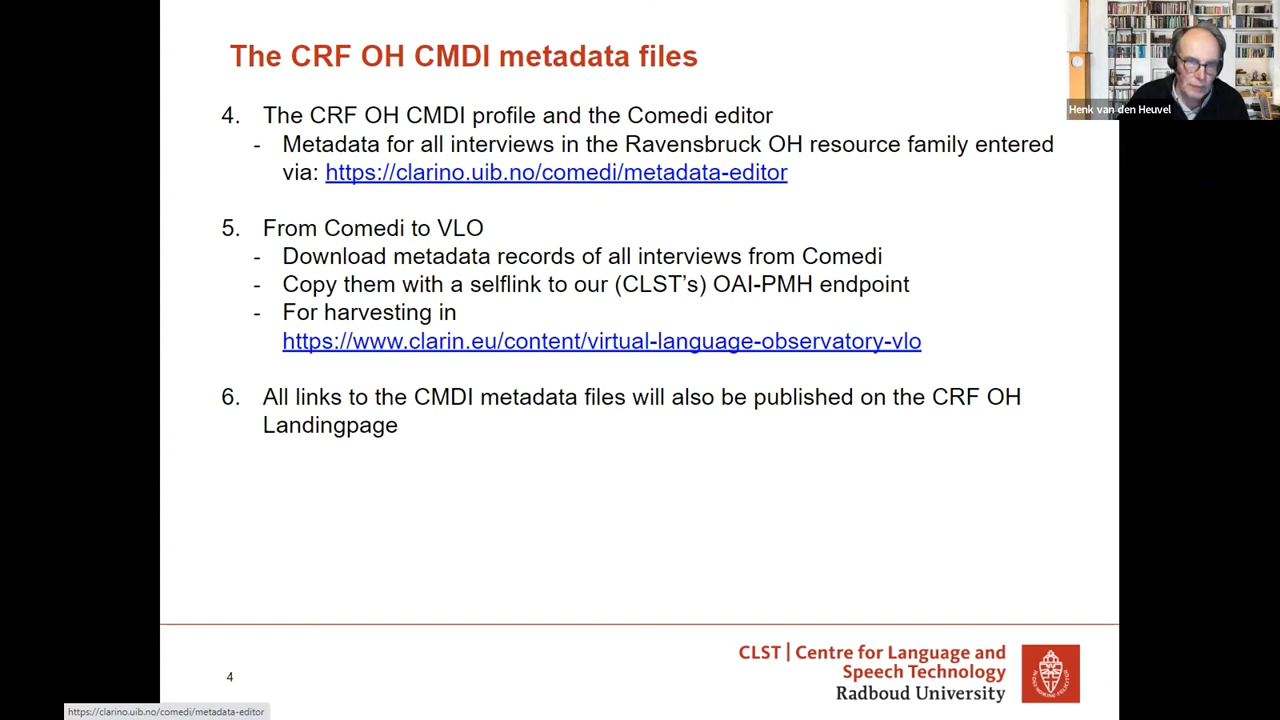 The CRF OH CMDI metadata files
Henk van den Heuvel
4. The CRF OH CMDI profile and the Comedi editor
- Metadata for all interviews in the Ravensbruck OH resource family entered
via: https://clarino.uib.no/comedi/metadata-editor
5. From Comedi to VLO
- Download metadata records of all interviews from Comedi
- Copy them with a selflink to our (CLST’s) OAI-PMH endpoint
- For harvesting in
https://www.clarin.eu/content/virtual-language-observatory-vlo
6. All links to the CMDI metadata files will also be published on the CRF OH
Landingpage
CLST | Centre for Language and
Speech Technology
Radboud University
4
https://clarino.uib.no/comedi/metadata-editor